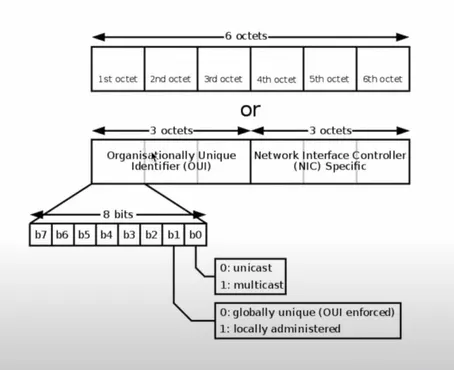 6 octets
1st octet 2nd octet 3rd octet 4th octet 5th octet 6th octet
or
3 octets 3 octets
Organisationally Unique Identifier (OUI)
Network Interface Controller (NIC) Specific
8 bits
b7 b6 b5 b4 b3 b2 b1 b0
0: unicast
1: multicast
0: globally unique (OUI enforced)
1: locally administered